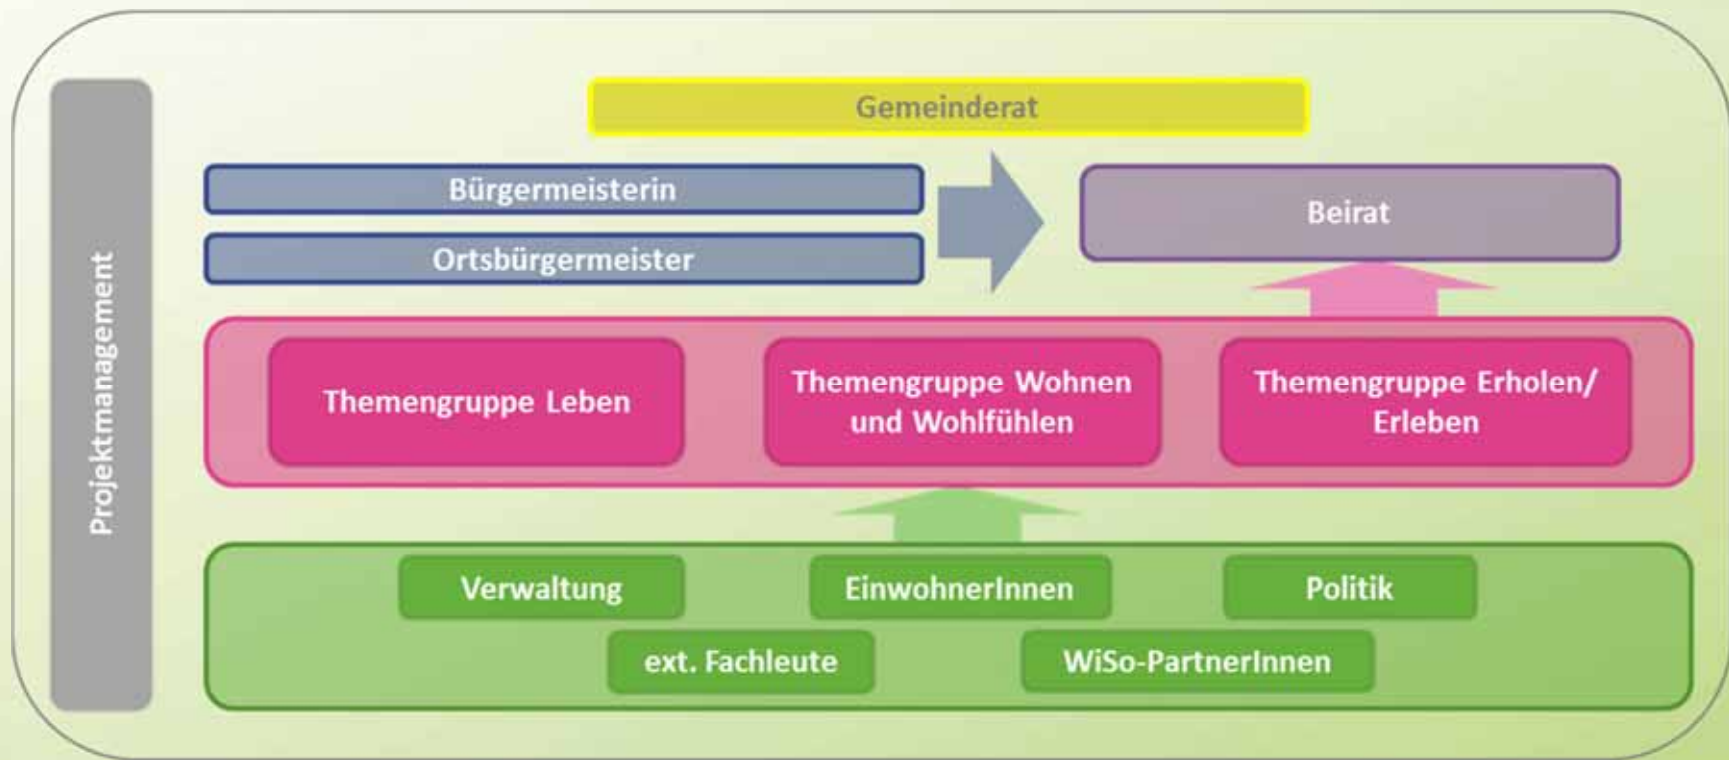 Projektmanagement
Gemeinderat
Bürgermeisterin
Ortsbürgermeister
Beirat
Themengruppe Leben
Themengruppe Wohnen
und Wohlfühlen
Themengruppe Erholen/
Erleben
Verwaltung
EinwohnerInnen
Politik
ext. Fachleute
WiSo-PartnerInnen